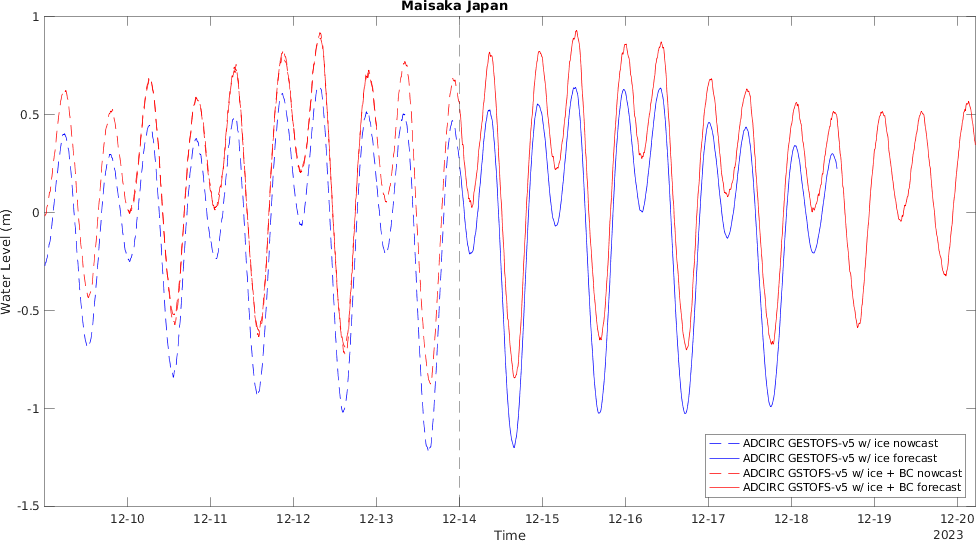 Maisaka Japan
1
0.5
0
-0.5
-1
-1.5
Water Level (m)
12-10 12-11 12-12 12-13 12-14 12-15 12-16 12-17 12-18 12-19 12-20
Time
2023
ADCIRC GESTOFS-v5 w/ ice nowcast
ADCIRC GESTOFS-v5 w/ ice forecast
ADCIRC GSTOFS-v5 w/ ice + BC nowcast
ADCIRC GSTOFS-v5 w/ ice + BC forecast